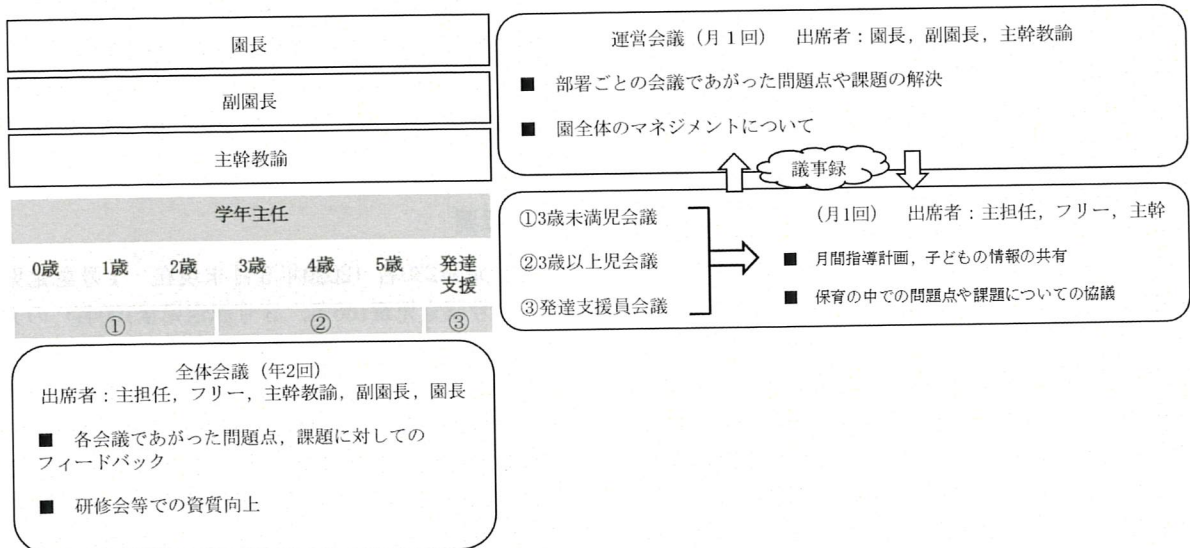 園長
副園長
主幹教諭
学年主任
0歳 1歳 2歳 3歳 4歳 5歳 発達
支援
① ② ③
全体会議（年2回）
出席者：主担任，フリー，主幹教諭，副園長，園長
■ 各会議であがった問題点，課題に対しての
フィードバック
■ 研修会等での資質向上
運営会議（月1回） 出席者：園長，副園長，主幹教諭
■ 部署ごとの会議であがった問題点や課題の解決
■ 園全体のマネジメントについて
議事録
①3歳未満児会議
②3歳以上児会議
③発達支援員会議
（月1回） 出席者：主担任，フリー，主幹
■ 月間指導計画，子どもの情報の共有
■ 保育の中での問題点や課題についての協議